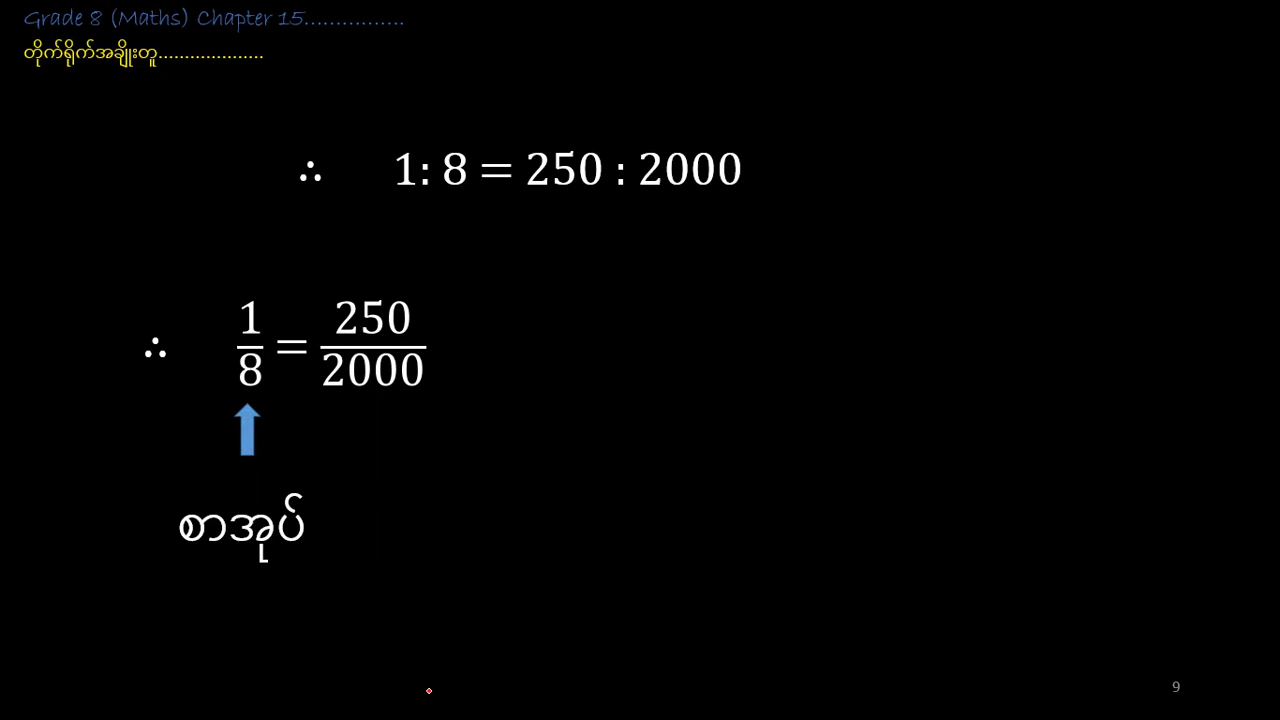 Grade 8 (Maths) Chapter 15................
တိုက်ရိုက်အချိုးတူ....................
∴ 1: 8 = 250 : 2000
∴ 1/8 = 250/2000
စာအုပ်
9